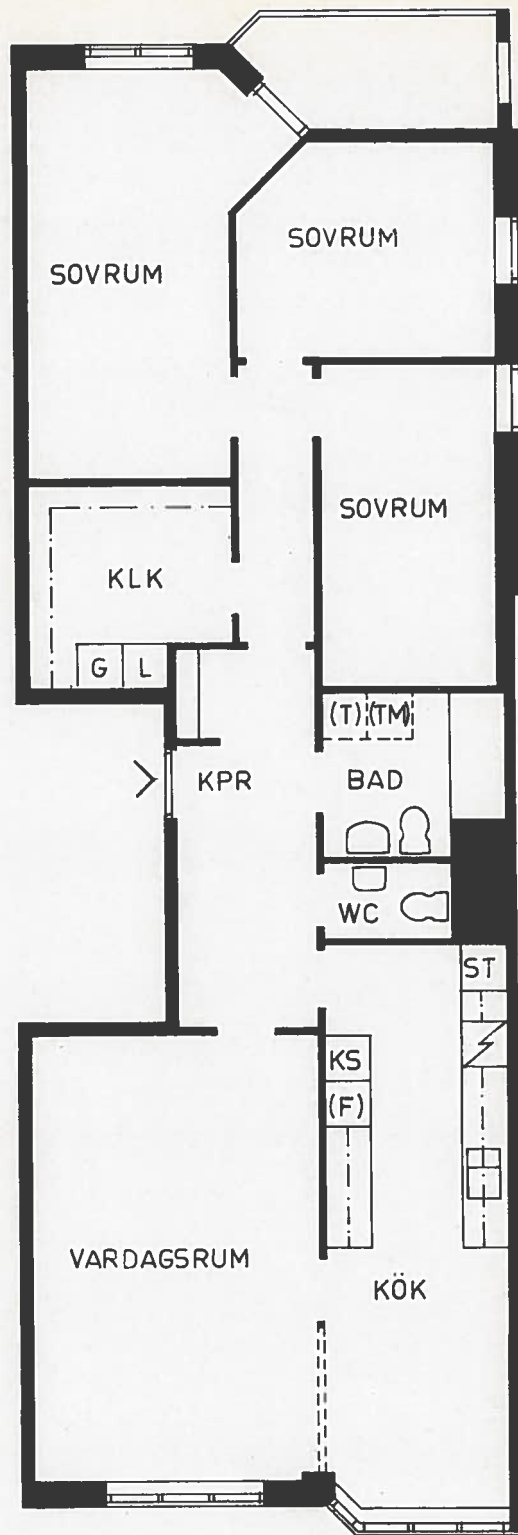 SOVRUM
SOVRUM
SOVRUM
KLK
G L
(T) (TM)
KPR
BAD
WC
ST
KS
(F)
VARDAGSRUM
KÖK